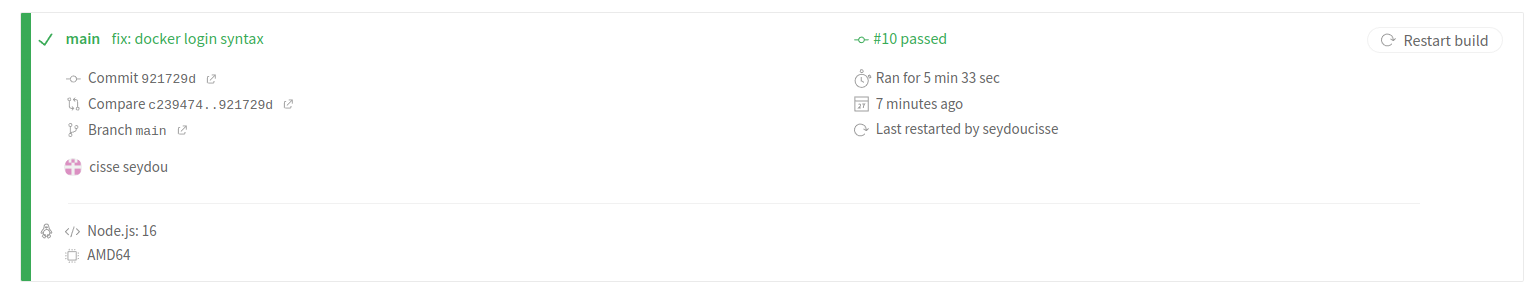 main fix: docker login syntax
#10 passed
Restart build
Commit 921729d
Ran for 5 min 33 sec
Compare c239474..921729d
7 minutes ago
Branch main
Last restarted by seydoucisse
cisse seydou
</> Node.js: 16
AMD64